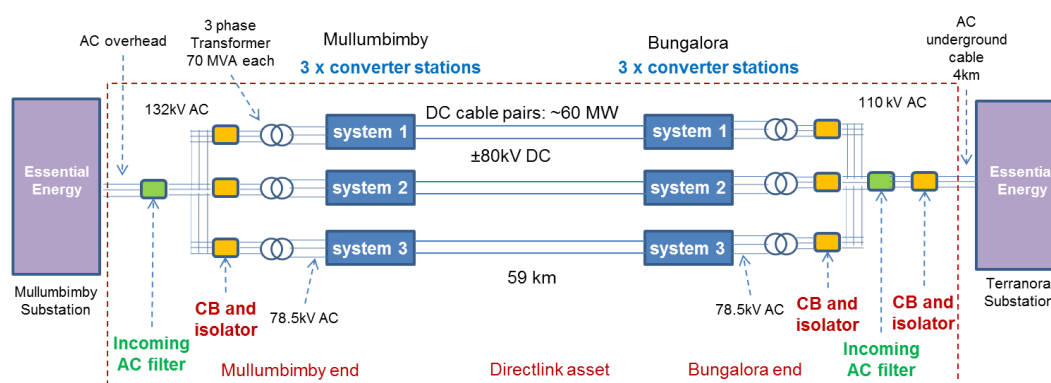 3 phase
Transformer
70 MVA each
AC overhead
Mullumbimby
3 x converter stations
Bungalora
3 x converter stations
AC
underground
cable
4km
132kV AC
110 kV AC
DC cable pairs: ~60 MW
±80kV DC
system 1
system 1
Essential
Energy
system 2
system 2
Essential
Energy
system 3
system 3
59 km
Mullumbimby
Substation
CB and
isolator
78.5kV AC
78.5kV AC
CB and
isolator
CB and
isolator
Terranora
Substation
Incoming
AC filter
Mullumbimby end
Directlink asset
Bungalora end
Incoming
AC filter